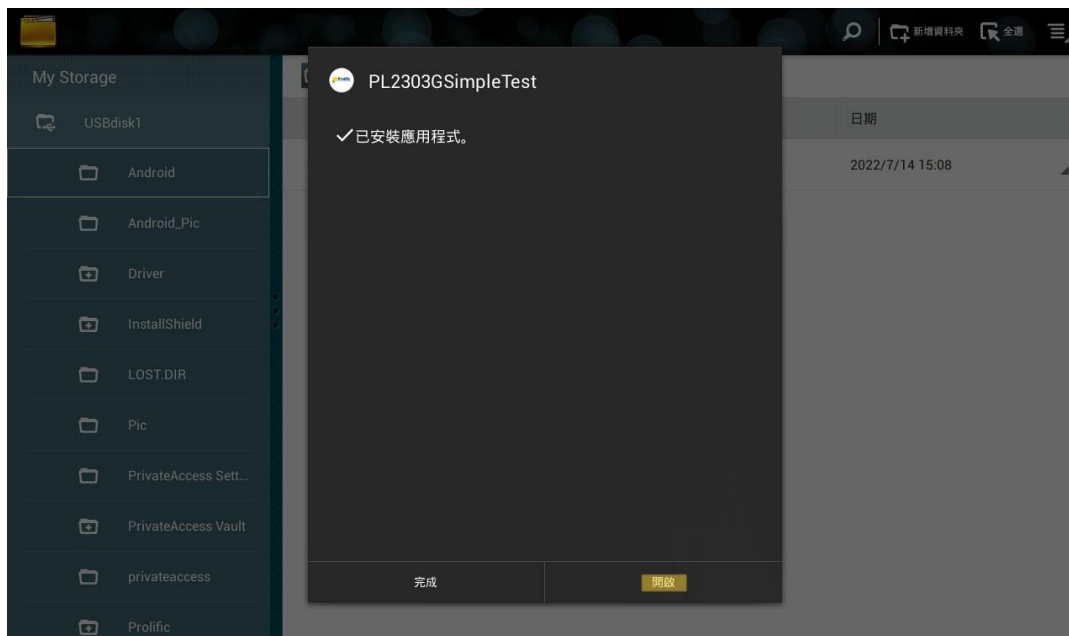 新增資料夾
全選
My Storage
USBdisk1
Android
Android_Pic
Driver
InstallShield
LOST.DIR
Pic
PrivateAccess Sett...
PrivateAccess Vault
privateaccess
Prolific
日期
2022/7/14 15:08
PL2303GSimpleTest
已安裝應用程式。
完成
開啟